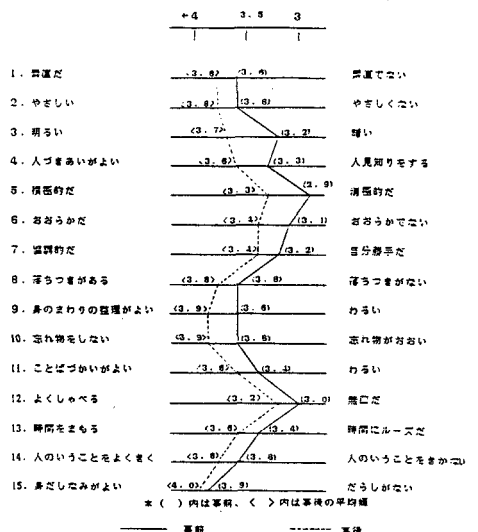 ←4 3.5 3
1. 素直だ <3.8> (3.6) 素直でない
2. やさしい <3.8> (3.6) やさしくない
3. 明るい <3.7> (3.2) 暗い
4. 人づきあいがよい <3.6> (3.3) 人見知りをする
5. 積極的だ <3.3> (2.9) 消極的だ
6. おおらかだ <3.4> (3.1) おおらかでない
7. 協調的だ <3.4> (3.2) 自分勝手だ
8. 落ちつきがある <3.8> (3.6) 落ちつきがない
9. 身のまわりの整理がよい <3.9> (3.6) わるい
10. 忘れ物をしない <3.9> (3.6) 忘れ物がおおい
11. ことばづかいがよい <3.6> (3.4) わるい
12. よくしゃべる <3.2> (3.0) 無口だ
13. 時間をまもる <3.6> (3.4) 時間にルーズだ
14. 人のいうことをよくきく <3.8> (3.6) 人のいうことをきかない
15. 身だしなみがよい <4.0> (3.9) だらしがない
* ( ) 内は事前、< > 内は事後の平均値
事前 事後